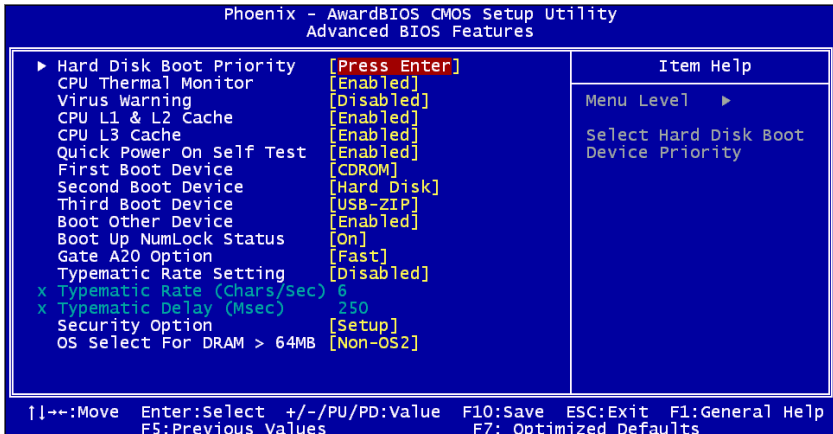 Phoenix - AwardBIOS CMOS Setup Utility
Advanced BIOS Features
▶ Hard Disk Boot Priority [Press Enter]
CPU Thermal Monitor [Enabled]
Virus Warning [Disabled]
CPU L1 & L2 Cache [Enabled]
CPU L3 Cache [Enabled]
Quick Power On Self Test [Enabled]
First Boot Device [CDROM]
Second Boot Device [Hard Disk]
Third Boot Device [USB-ZIP]
Boot Other Device [Enabled]
Boot Up NumLock Status [On]
Gate A20 Option [Fast]
Typematic Rate Setting [Disabled]
x Typematic Rate (Chars/Sec) 6
x Typematic Delay (Msec) 250
Security Option [Setup]
OS Select For DRAM > 64MB [Non-OS2]
Item Help
Menu Level ▶
Select Hard Disk Boot
Device Priority
↑↓→←:Move Enter:Select +/-/PU/PD:Value F10:Save ESC:Exit F1:General Help
F5:Previous Values F7: Optimized Defaults